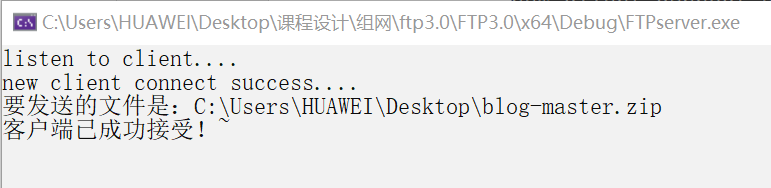 C:\Users\HUAWEI\Desktop\课程设计\组网\ftp3.0\FTP3.0\x64\Debug\FTPserver.exe
listen to client....
new client connect success....
要发送的文件是：C:\Users\HUAWEI\Desktop\blog-master.zip
客户端已成功接受！~